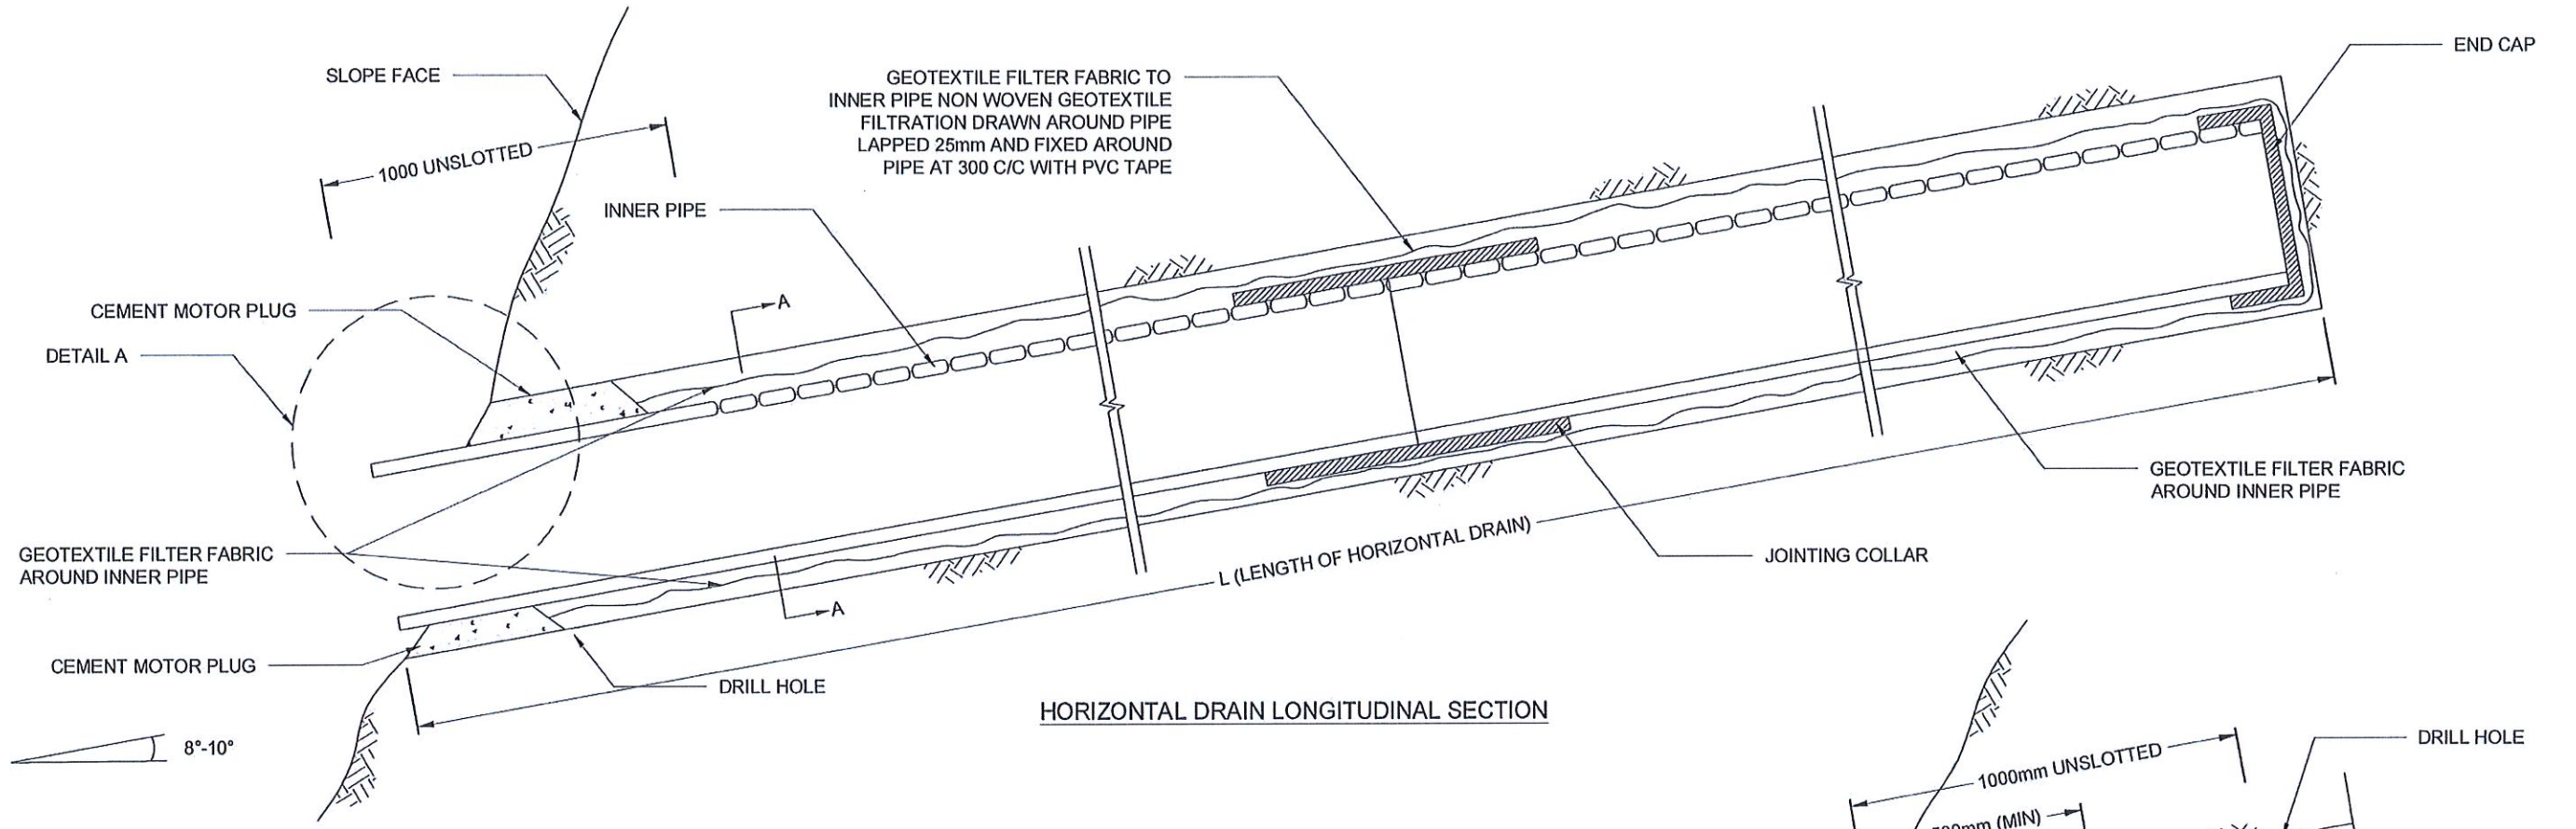 END CAP
SLOPE FACE
GEOTEXTILE FILTER FABRIC TO
INNER PIPE NON WOVEN GEOTEXTILE
FILTRATION DRAWN AROUND PIPE
LAPPED 25mm AND FIXED AROUND
PIPE AT 300 C/C WITH PVC TAPE
1000 UNSLOTTED
INNER PIPE
A
CEMENT MOTOR PLUG
DETAIL A
GEOTEXTILE FILTER FABRIC
AROUND INNER PIPE
L (LENGTH OF HORIZONTAL DRAIN)
JOINTING COLLAR
GEOTEXTILE FILTER FABRIC
AROUND INNER PIPE
A
CEMENT MOTOR PLUG
DRILL HOLE
HORIZONTAL DRAIN LONGITUDINAL SECTION
8°-10°
1000mm UNSLOTTED
DRILL HOLE
(MIN)